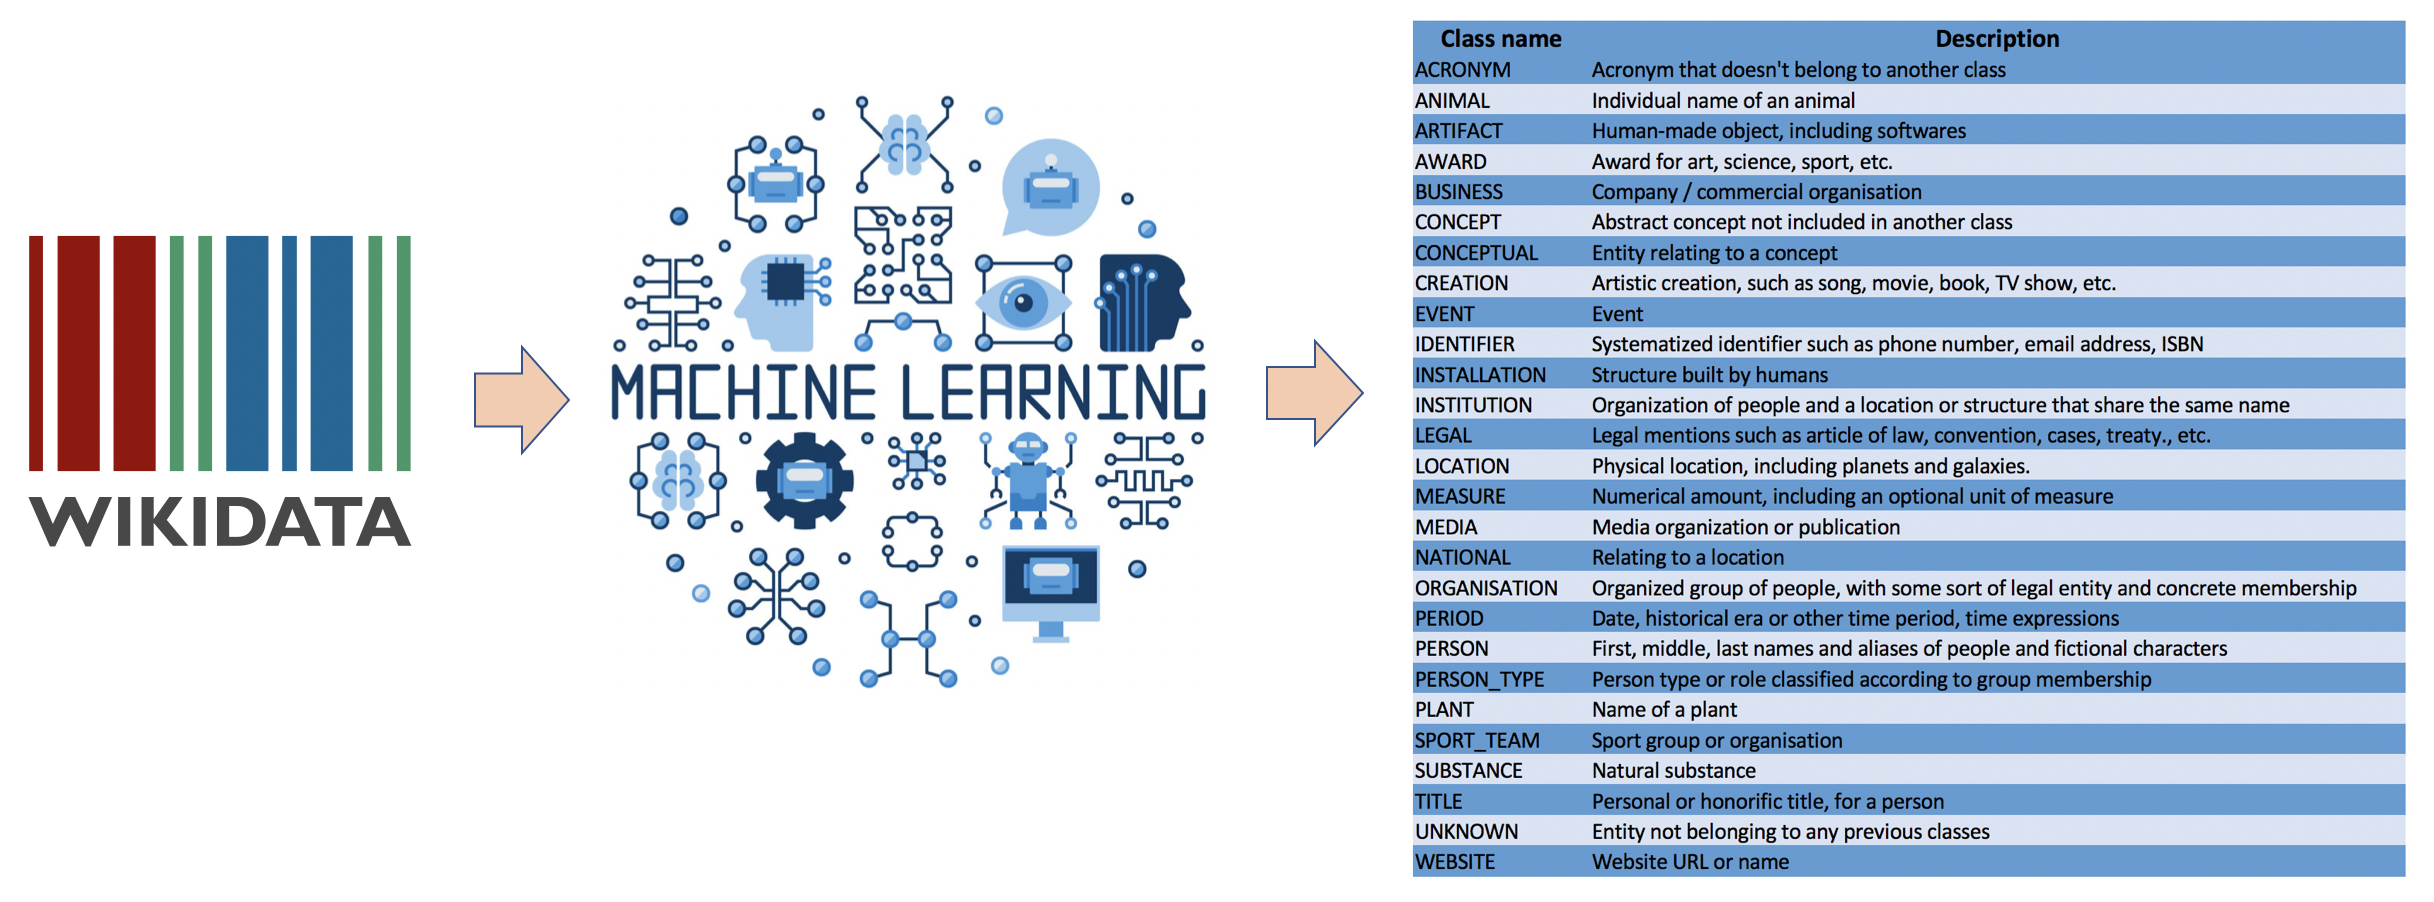 WIKIDATA
MACHINE LEARNING
Class name Description
ACRONYM Acronym that doesn't belong to another class
ANIMAL Individual name of an animal
ARTIFACT Human-made object, including softwares
AWARD Award for art, science, sport, etc.
BUSINESS Company / commercial organisation
CONCEPT Abstract concept not included in another class
CONCEPTUAL Entity relating to a concept
CREATION Artistic creation, such as song, movie, book, TV show, etc.
EVENT Event
IDENTIFIER Systematized identifier such as phone number, email address, ISBN
INSTALLATION Structure built by humans
INSTITUTION Organization of people and a location or structure that share the same name
LEGAL Legal mentions such as article of law, convention, cases, treaty., etc.
LOCATION Physical location, including planets and galaxies.
MEASURE Numerical amount, including an optional unit of measure
MEDIA Media organization or publication
NATIONAL Relating to a location
ORGANISATION Organized group of people, with some sort of legal entity and concrete membership
PERIOD Date, historical era or other time period, time expressions
PERSON First, middle, last names and aliases of people and fictional characters
PERSON_TYPE Person type or role classified according to group membership
PLANT Name of a plant
SPORT_TEAM Sport group or organisation
SUBSTANCE Natural substance
TITLE Personal or honorific title, for a person
UNKNOWN Entity not belonging to any previous classes
WEBSITE Website URL or name